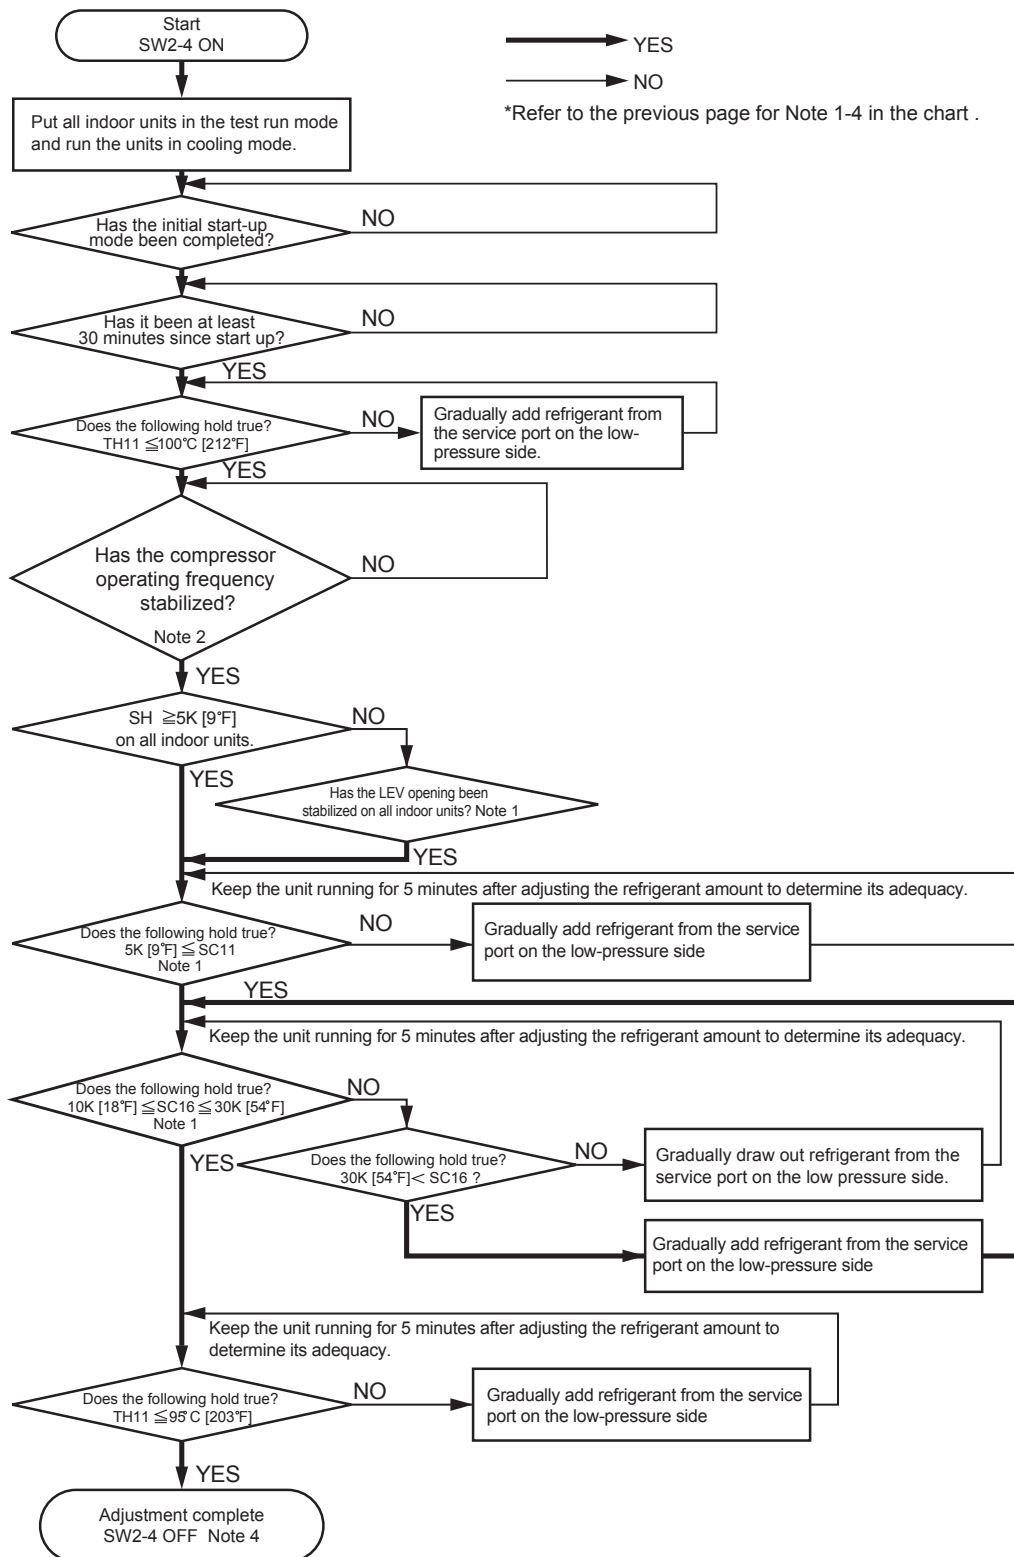 Start
SW2-4 ON
YES
NO
*Refer to the previous page for Note 1-4 in the chart .
Put all indoor units in the test run mode
and run the units in cooling mode.
Has the initial start-up
mode been completed?
NO
Has it been at least
30 minutes since start up?
NO
YES
Does the following hold true?
TH11 ≦100°C [212°F]
NO
Gradually add refrigerant from
the service port on the low-
pressure side.
YES
Has the compressor
operating frequency
stabilized?
Note 2
NO
YES
SH ≧5K [9°F]
on all indoor units.
NO
YES
Has the LEV opening been
stabilized on all indoor units? Note 1
YES
Keep the unit running for 5 minutes after adjusting the refrigerant amount to determine its adequacy.
Does the following hold true?
5K [9°F] ≦ SC11
Note 1
NO
Gradually add refrigerant from the service
port on the low-pressure side
YES
Keep the unit running for 5 minutes after adjusting the refrigerant amount to determine its adequacy.
Does the following hold true?
10K [18°F] ≦SC16 ≦30K [54°F]
Note 1
NO
YES
Does the following hold true?
30K [54°F]< SC16 ?
NO
Gradually draw out refrigerant from the
service port on the low pressure side.
YES
Gradually add refrigerant from the service
port on the low-pressure side
Keep the unit running for 5 minutes after adjusting the refrigerant amount to
determine its adequacy.
Does the following hold true?
TH11 ≦95°C [203°F]
NO
Gradually add refrigerant from the service
port on the low-pressure side
YES
Adjustment complete
SW2-4 OFF Note 4